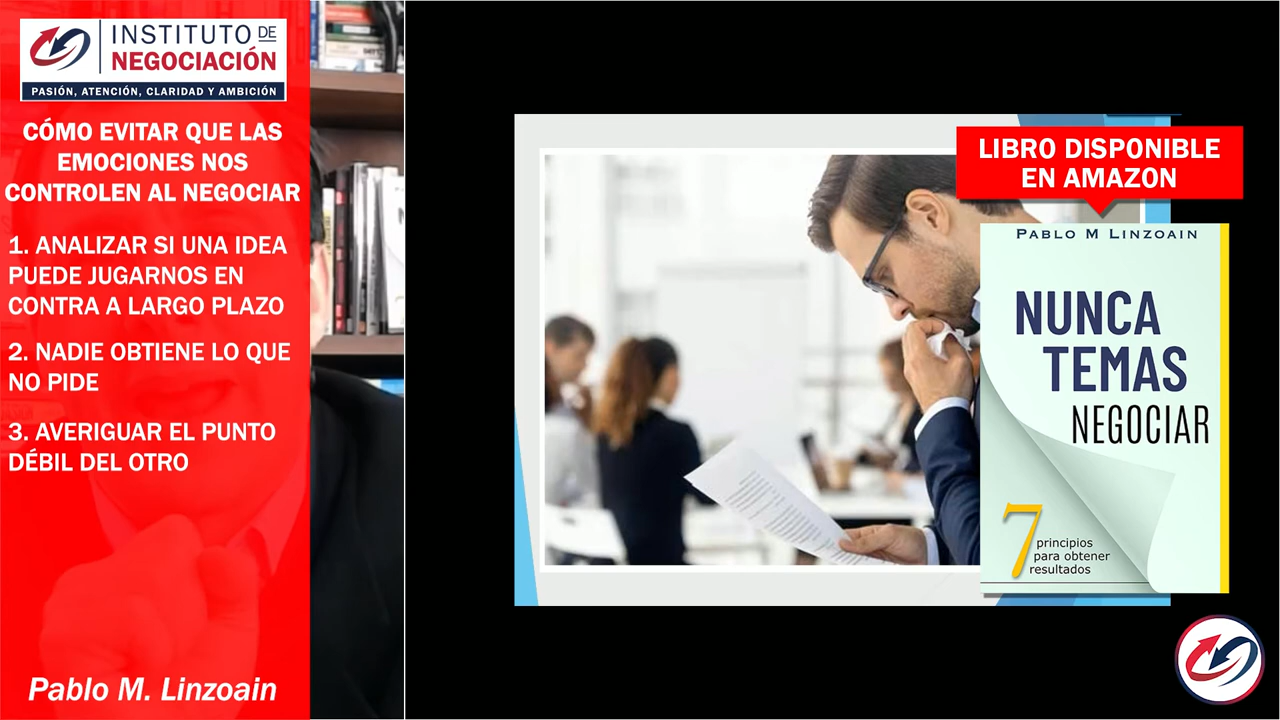 INSTITUTO DE
NEGOCIACIÓN
PASIÓN, ATENCIÓN, CLARIDAD Y AMBICIÓN
CÓMO EVITAR QUE LAS
EMOCIONES NOS
CONTROLEN AL NEGOCIAR
1. ANALIZAR SI UNA IDEA
PUEDE JUGARNOS EN
CONTRA A LARGO PLAZO
2. NADIE OBTIENE LO QUE
NO PIDE
3. AVERIGUAR EL PUNTO
DÉBIL DEL OTRO
Pablo M. Linzoain
LIBRO DISPONIBLE
EN AMAZON
PABLO M LINZOAIN
NUNCA
TEMAS
NEGOCIAR
7 principios
para obtener
resultados